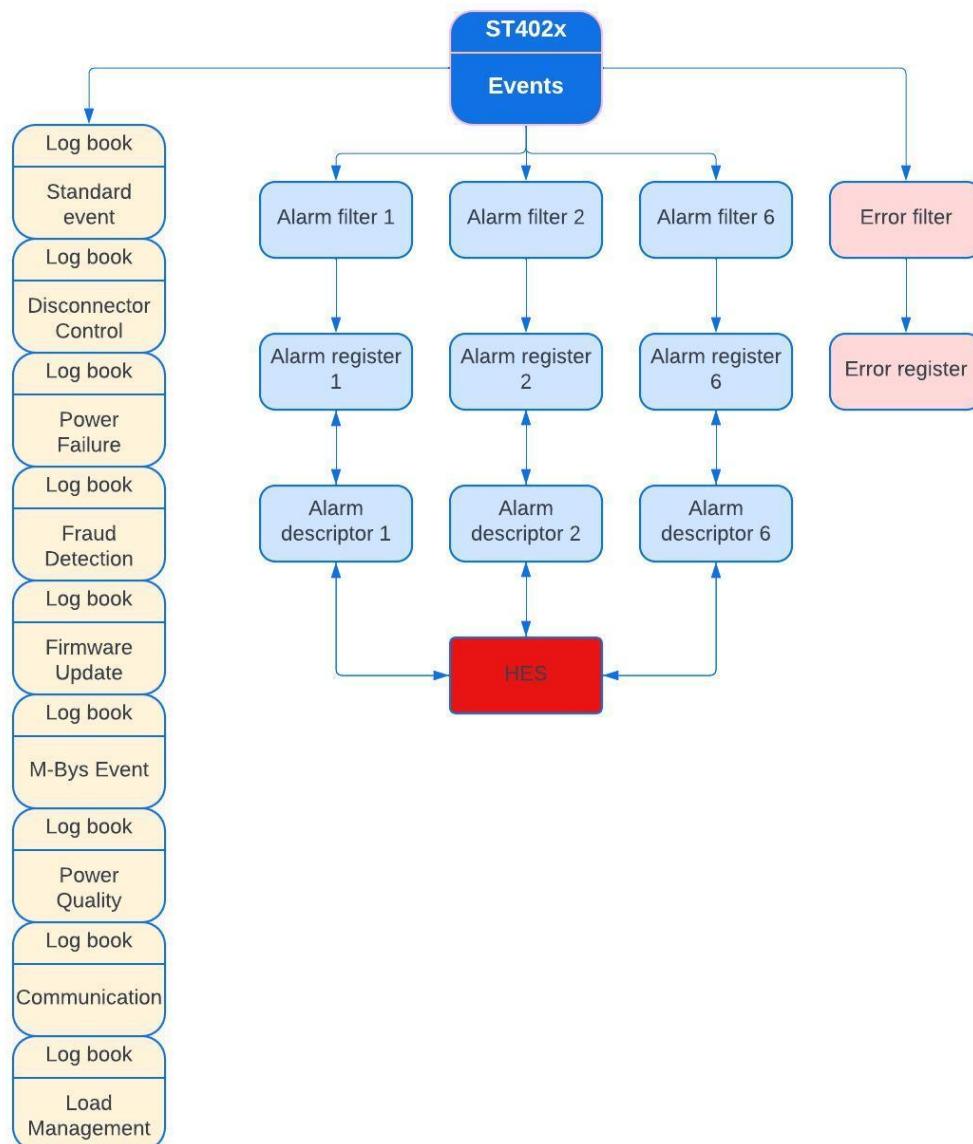 ST402x
Events
Log book
Standard
event
Log book
Disconnector
Control
Log book
Power
Failure
Log book
Fraud
Detection
Log book
Firmware
Update
Log book
M-Bys Event
Log book
Power
Quality
Log book
Communication
Log book
Load
Management
Alarm filter 1
Alarm filter 2
Alarm filter 6
Error filter
Alarm register
1
Alarm register
2
Alarm register
6
Error register
Alarm
descriptor 1
Alarm
descriptor 2
Alarm
descriptor 6
HES